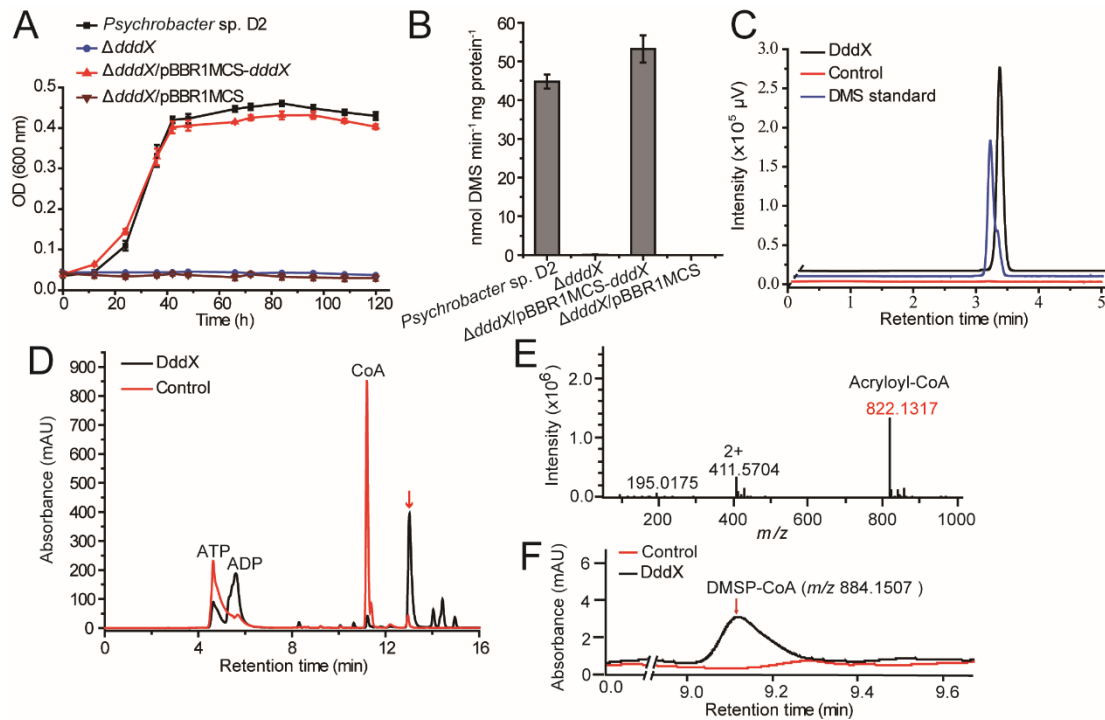 A
Psychrobacter sp. D2
ΔdddX
ΔdddX/pBBR1MCS-dddX
ΔdddX/pBBR1MCS
OD (600 nm)
0.6
0.5
0.4
0.3
0.2
0.1
0.0
0 20 40 60 80 100 120
Time (h)
B
nmol DMS min⁻¹ mg protein⁻¹
60
50
40
30
20
10
0
Psychrobacter sp. D2
ΔdddX
ΔdddX/pBBR1MCS-dddX
ΔdddX/pBBR1MCS
C
DddX
Control
DMS standard
Intensity (×10⁵ µV)
3.0
2.5
2.0
1.5
1.0
0.5
0.0
0 1 2 3 4 5
Retention time (min)
D
DddX
Control
CoA
ATP
ADP
Absorbance (mAU)
900
800
700
600
500
400
300
200
100
0
0 4 8 12 16
Retention time (min)
E
Intensity (x10⁶)
2.0
1.0
0.0
Acryloyl-CoA
822.1317
2+
411.5704
195.0175
200 400 600 800 1000
m/z
F
Control
DddX
DMSP-CoA (m/z 884.1507 )
Absorbance (mAU)
6
4
2
0
0.0 9.0 9.2 9.4 9.6
Retention time (min)